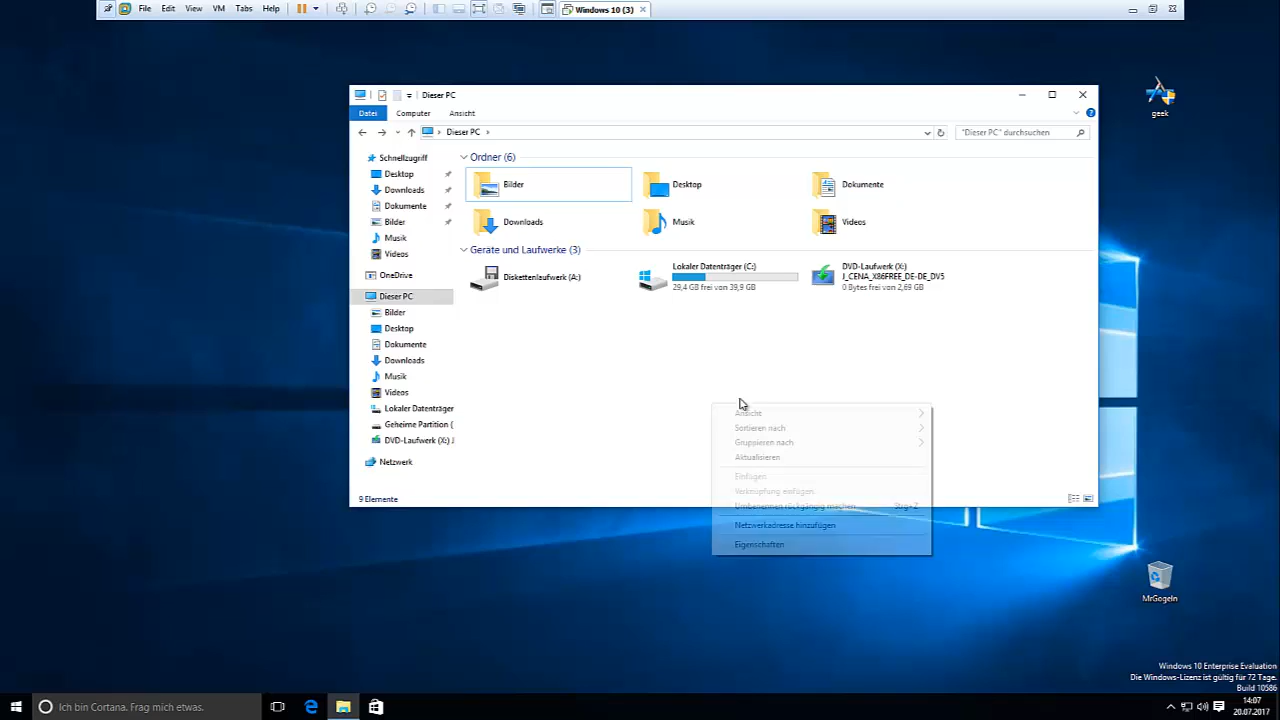 File Edit View VM Tabs Help
Windows 10 (3)
Dieser PC
Datei Computer Ansicht
Dieser PC
"Dieser PC" durchsuchen
Schnellzugriff
Desktop
Downloads
Dokumente
Bilder
Musik
Videos
OneDrive
Dieser PC
Bilder
Desktop
Dokumente
Downloads
Musik
Videos
Lokaler Datenträger
Geheime Partition (
DVD-Laufwerk (X:) J
Netzwerk
Ordner (6)
Bilder
Desktop
Dokumente
Downloads
Musik
Videos
Geräte und Laufwerke (3)
Diskettenlaufwerk (A:)
Lokaler Datenträger (C:)
29,4 GB frei von 39,9 GB
DVD-Laufwerk (X:)
J_CENA_X86FREE_DE-DE_DV5
0 Bytes frei von 2,69 GB
Ansicht
Sortieren nach
Gruppieren nach
Aktualisieren
Einfügen
Verknüpfung einfügen
Umbenennen rückgängig machen Strg+Z
Netzwerkadresse hinzufügen
Eigenschaften
9 Elemente
geek
MrGogeln
Windows 10 Enterprise Evaluation
Die Windows-Lizenz ist gültig für 72 Tage.
Build 10586
Ich bin Cortana. Frag mich etwas.
14:07
20.07.2017